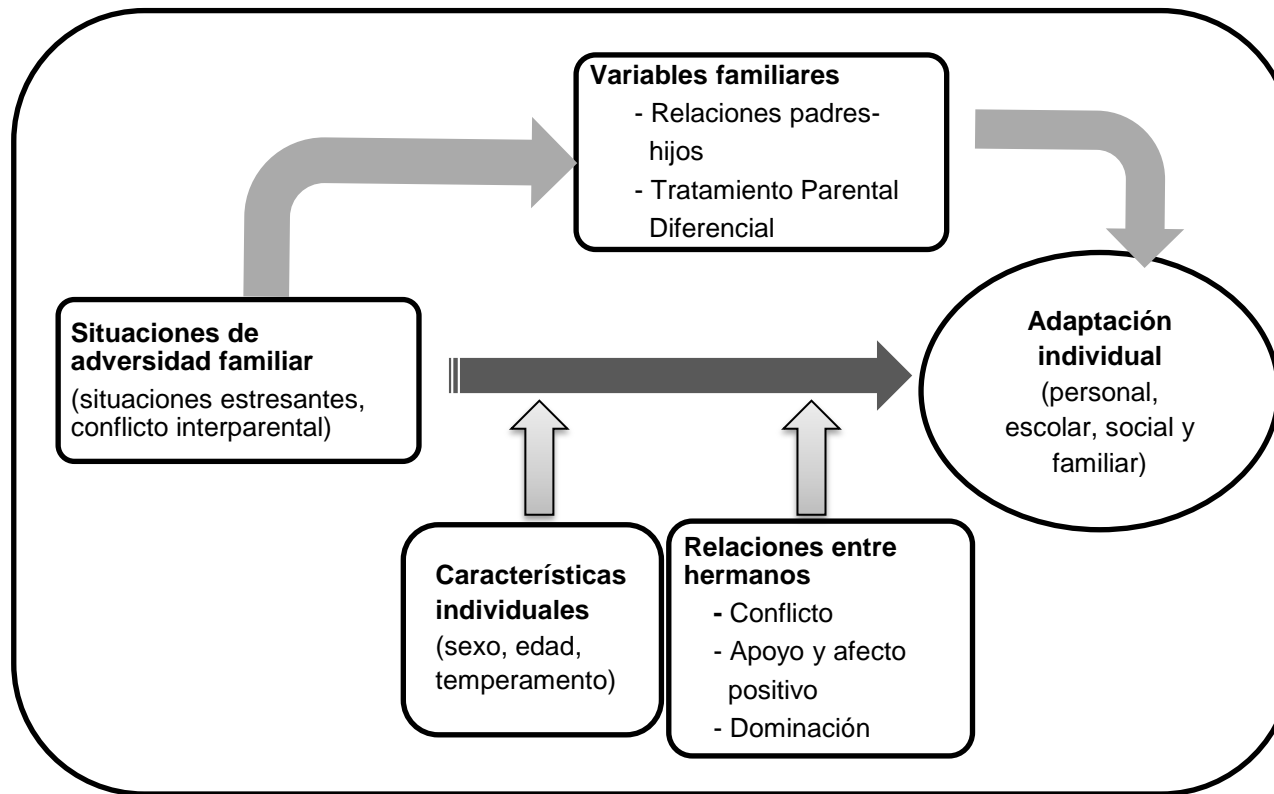 Variables familiares
- Relaciones padres-
hijos
- Tratamiento Parental
Diferencial
Situaciones de
adversidad familiar
(situaciones estresantes,
conflicto interparental)
Adaptación
individual
(personal,
escolar, social y
familiar)
Características
individuales
(sexo, edad,
temperamento)
Relaciones entre
hermanos
- Conflicto
- Apoyo y afecto
positivo
- Dominación